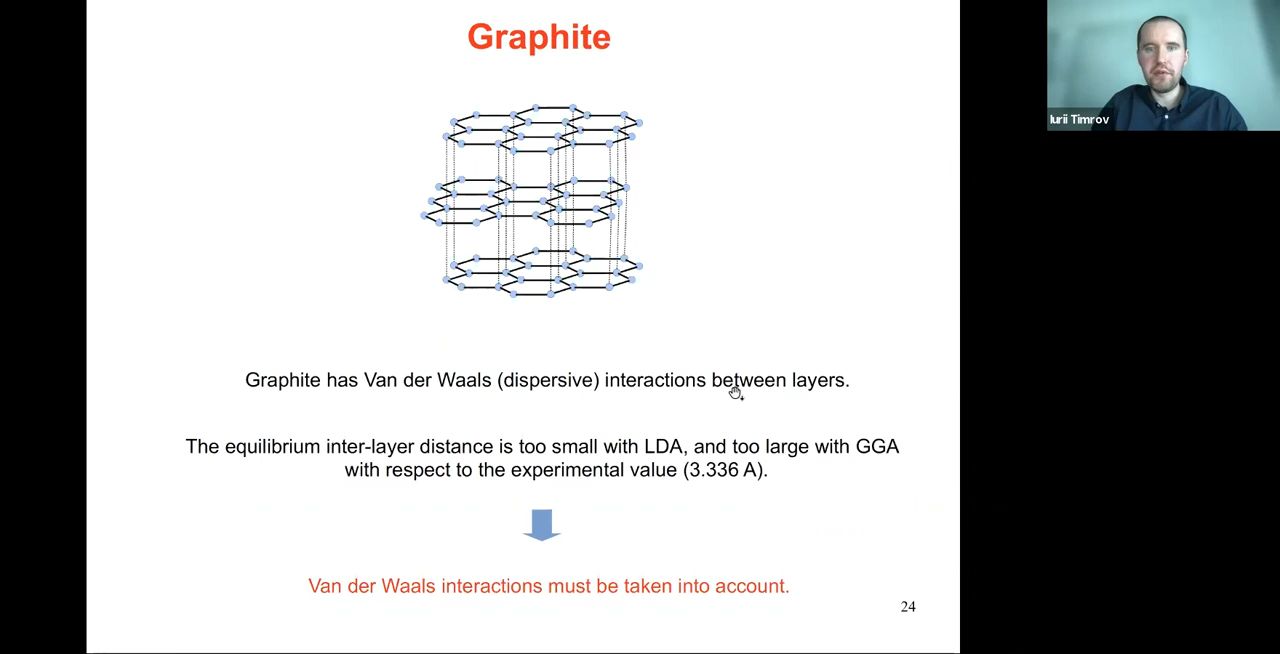 Graphite
Iurii Timrov
Graphite has Van der Waals (dispersive) interactions between layers.
The equilibrium inter-layer distance is too small with LDA, and too large with GGA
with respect to the experimental value (3.336 A).
Van der Waals interactions must be taken into account.
24